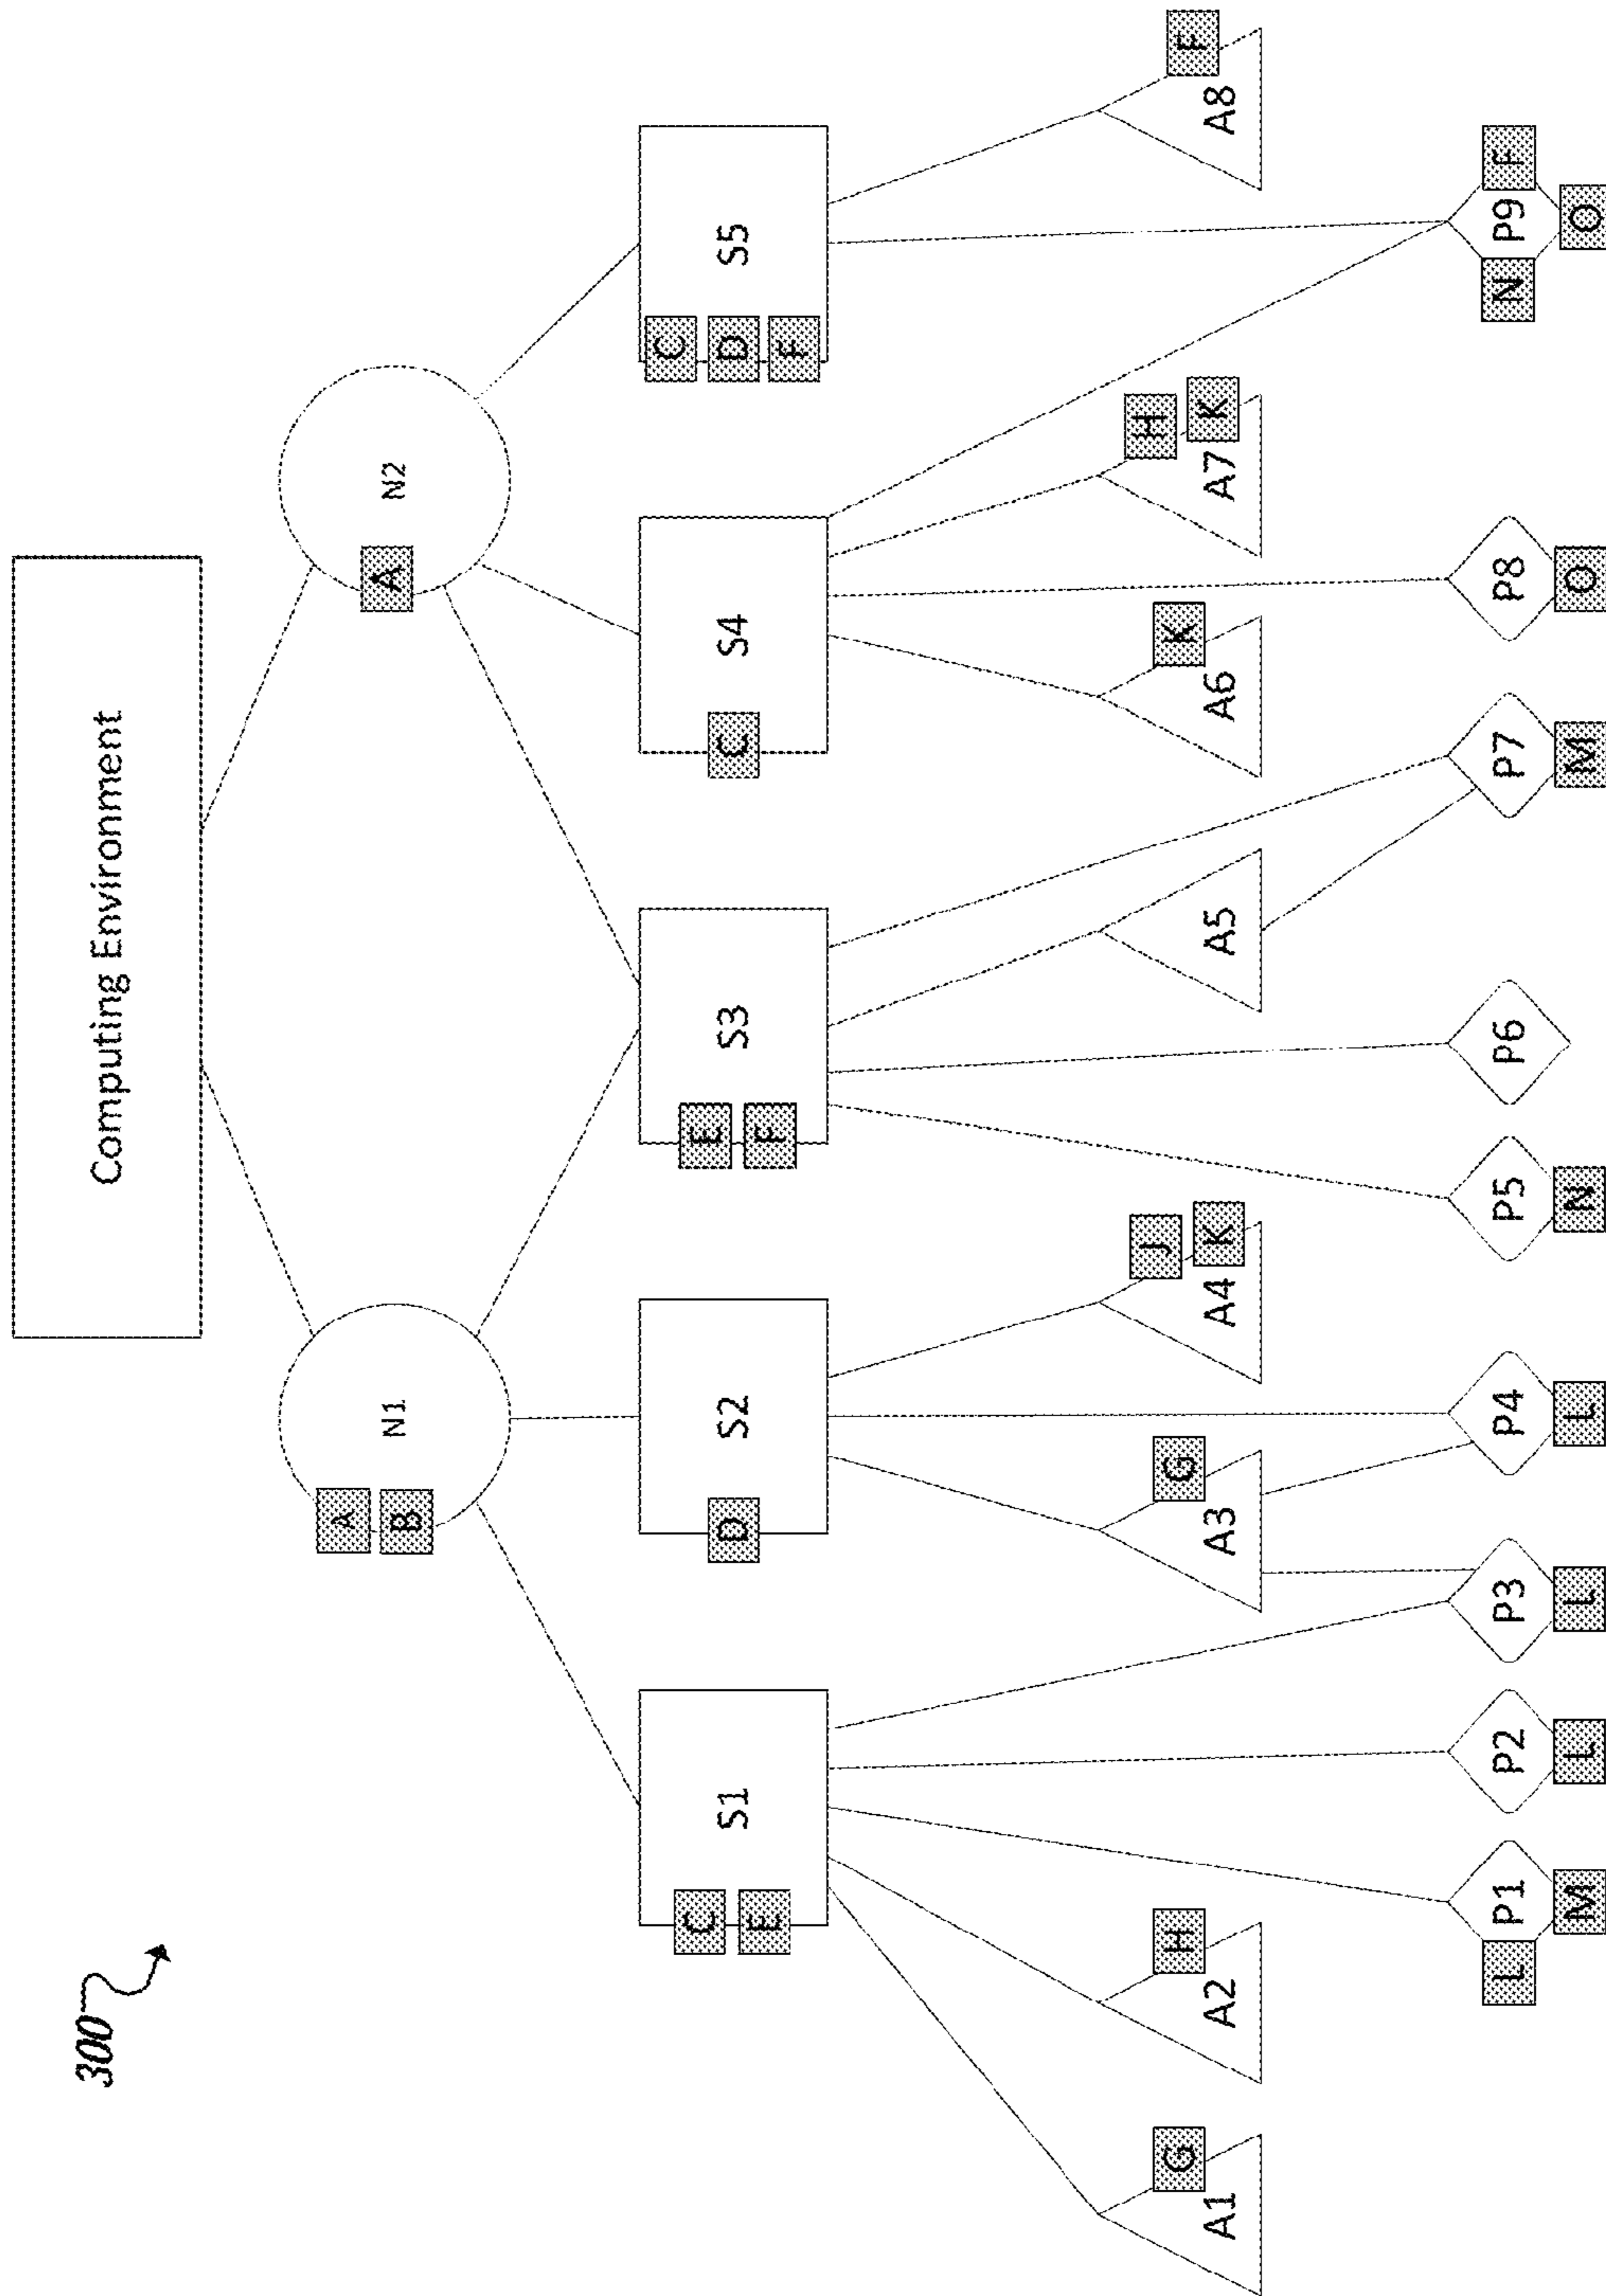 300
Computing Environment
A
B
N1
A
N2
C
E
S1
D
S2
E
F
S3
C
S4
C
D
F
S5
G
A1
H
A2
G
A3
J
K
A4
A5
K
A6
H
K
A7
F
A8
L
P1
M
P2
L
P3
L
P4
L
P5
N
P6
P7
M
P8
O
N
P9
F
O